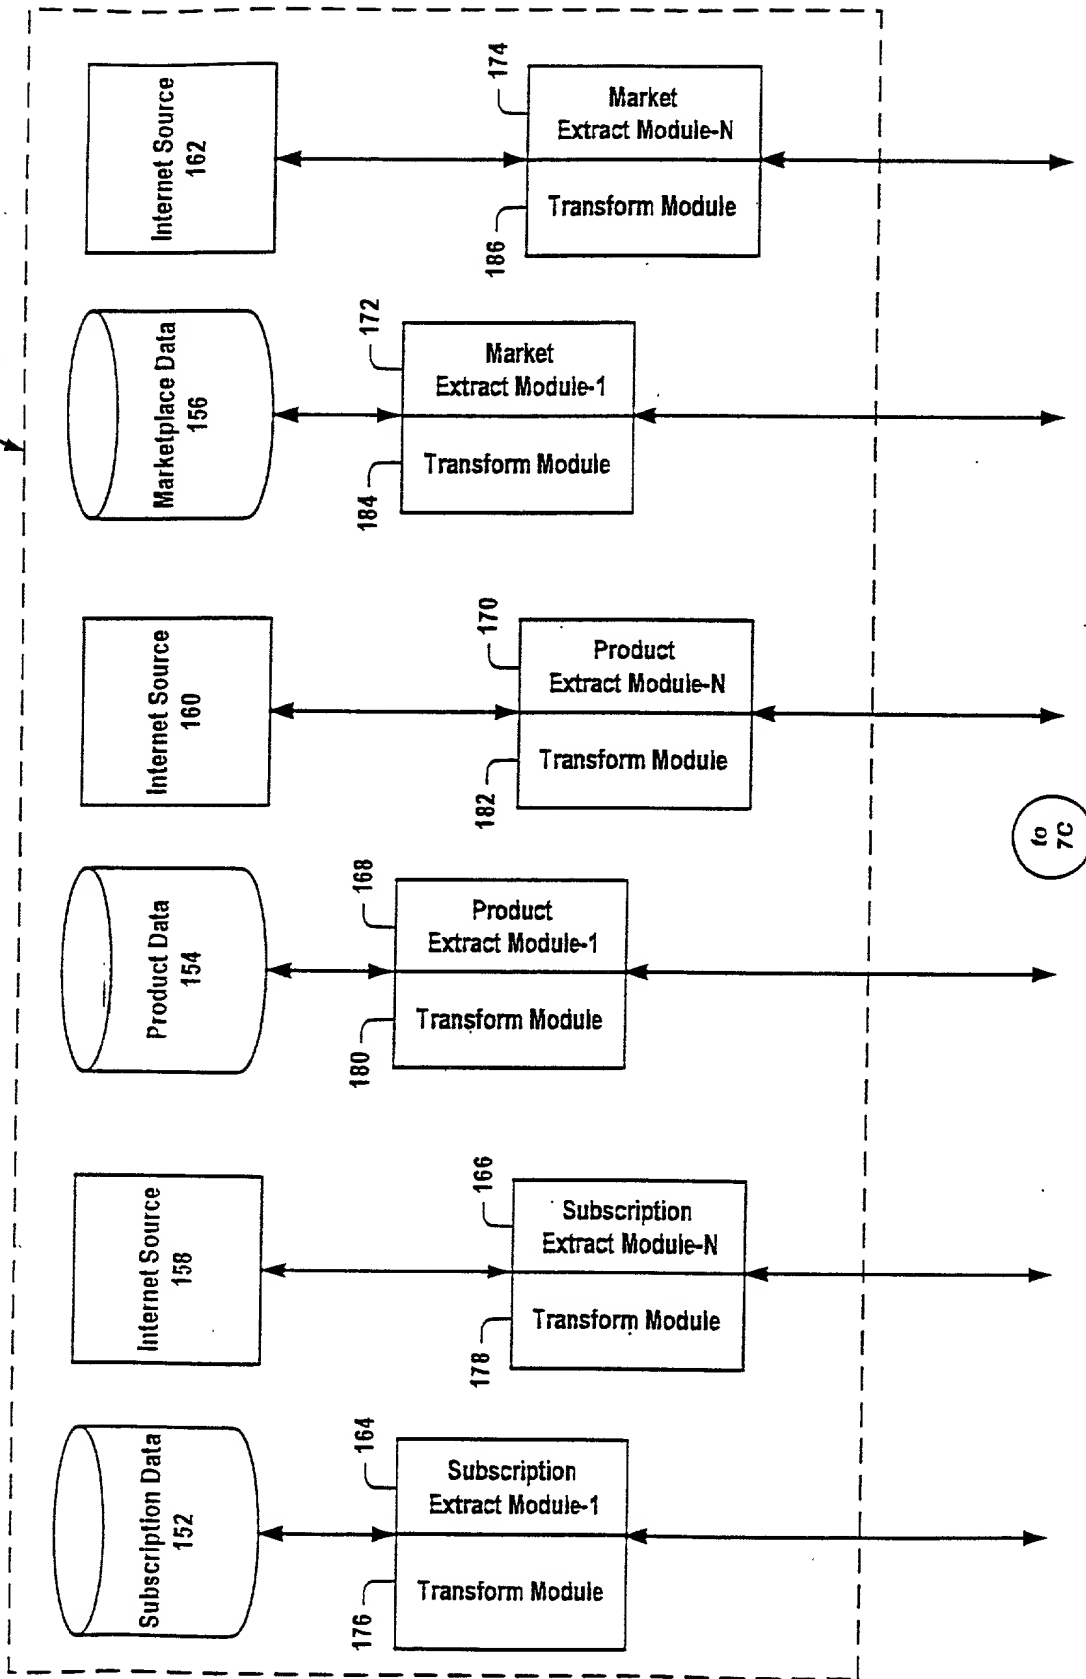 Internet Source
162
174
Market
Extract Module-N
Transform Module
186
Marketplace Data
156
172
Market
Extract Module-1
Transform Module
184
Internet Source
160
170
Product
Extract Module-N
Transform Module
182
Product Data
154
168
Product
Extract Module-1
Transform Module
180
to
7C
Internet Source
158
166
Subscription
Extract Module-N
Transform Module
178
Subscription Data
152
164
Subscription
Extract Module-1
Transform Module
176